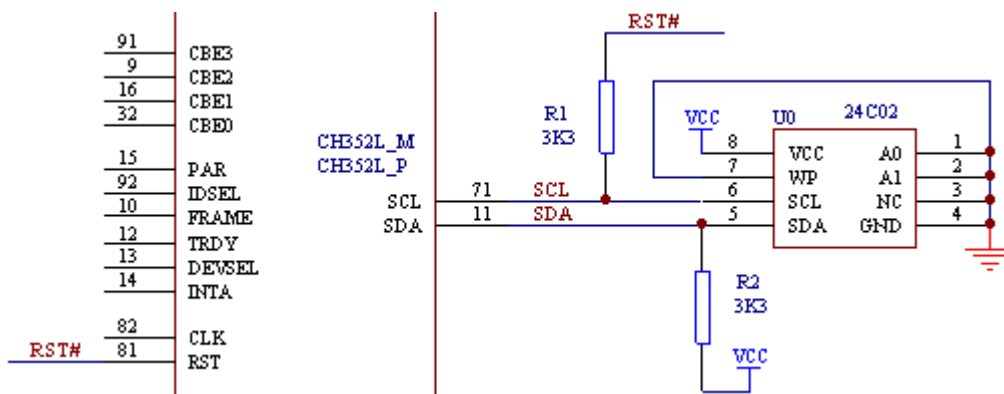 RST#
91 CBE3
9 CBE2
16 CBE1
32 CBE0
15 PAR
92 IDSEL
10 FRAME
12 TRDY
13 DEVSEL
14 INTA
82 CLK
RST# 81 RST
CH352L_M
CH352L_P
SCL 71 SCL
SDA 11 SDA
R1
3K3
VCC
U0 24C02
8 VCC A0 1
7 WP A1 2
6 SCL NC 3
5 SDA GND 4
R2
3K3
VCC